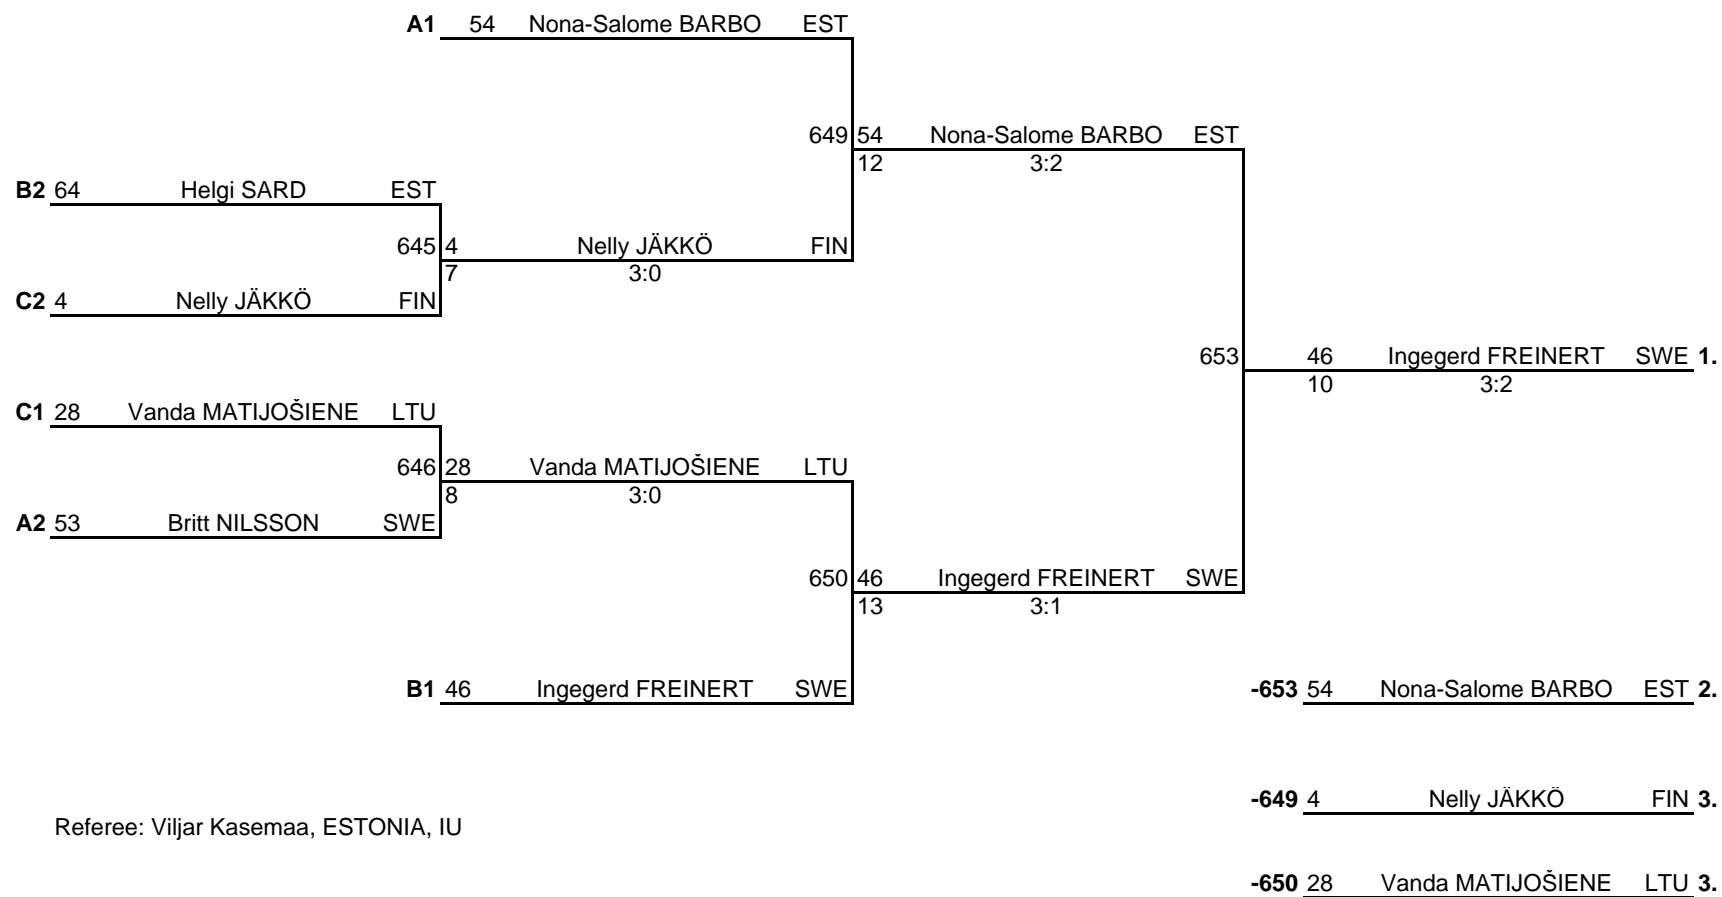 A1 54 Nona-Salome BARBO EST
649 54 Nona-Salome BARBO EST
12 3:2
B2 64 Helgi SARD EST
645 4 Nelly JÄKKÖ FIN
7 3:0
C2 4 Nelly JÄKKÖ FIN
653 46 Ingegerd FREINERT SWE 1.
10 3:2
C1 28 Vanda MATIJOŠIENE LTU
646 28 Vanda MATIJOŠIENE LTU
8 3:0
A2 53 Britt NILSSON SWE
650 46 Ingegerd FREINERT SWE
13 3:1
B1 46 Ingegerd FREINERT SWE
-653 54 Nona-Salome BARBO EST 2.
-649 4 Nelly JÄKKÖ FIN 3.
Referee: Viljar Kasemaa, ESTONIA, IU
-650 28 Vanda MATIJOŠIENE LTU 3.